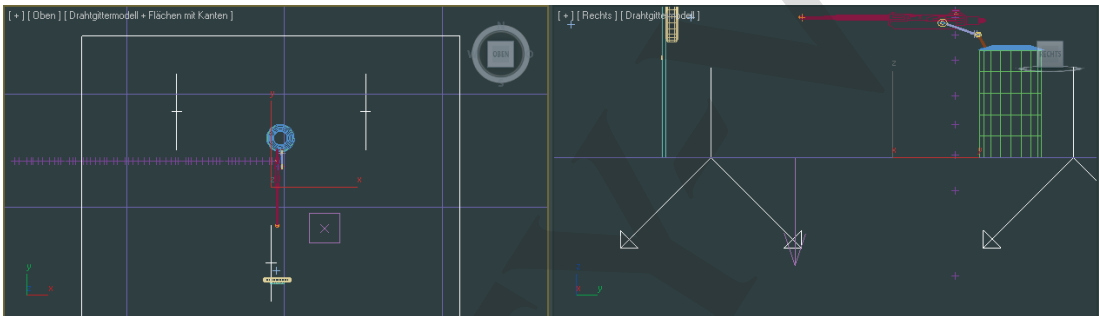 [ + ] [ Oben ] [ Drahtgittermodell + Flächen mit Kanten ]
N
W
OBEN
O
S
y
x
z
y
x
[ + ] [ Rechts ] [ Drahtgittermodell ]
RECHTS
z
x
z
x
y